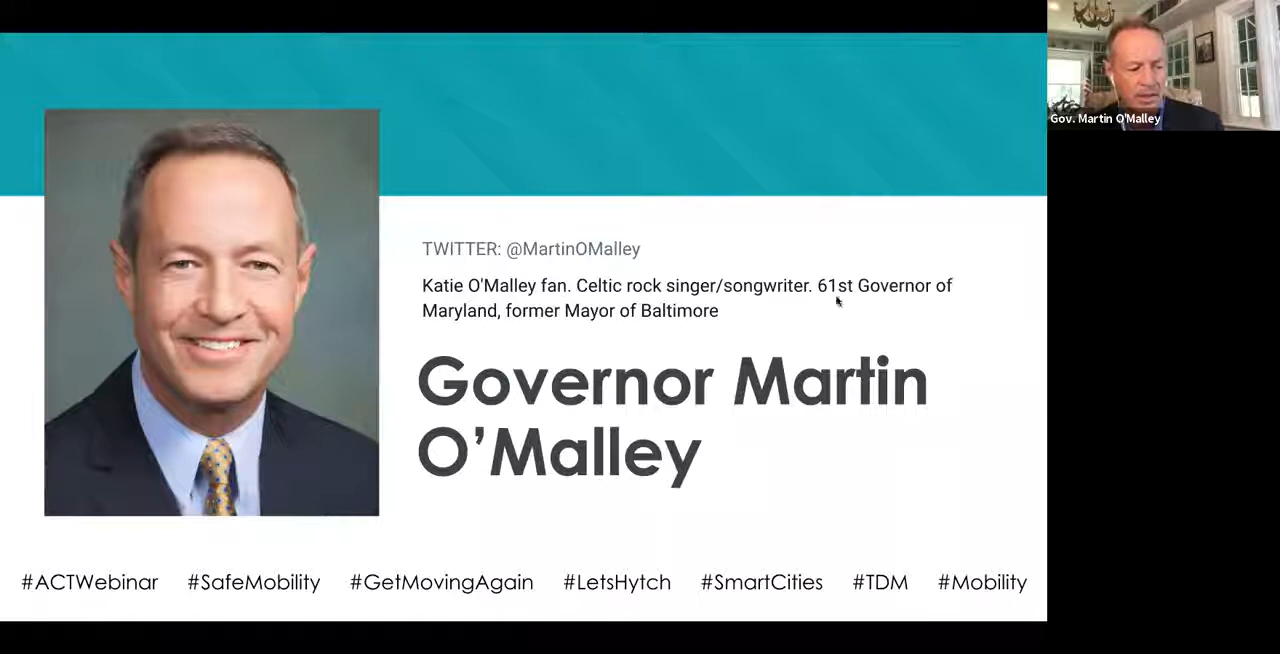 Gov. Martin O'Malley
TWITTER: @MartinOMalley
Katie O'Malley fan. Celtic rock singer/songwriter. 61st Governor of
Maryland, former Mayor of Baltimore
Governor Martin
O’Malley
#ACTWebinar #SafeMobility #GetMovingAgain #LetsHytch #SmartCities #TDM #Mobility